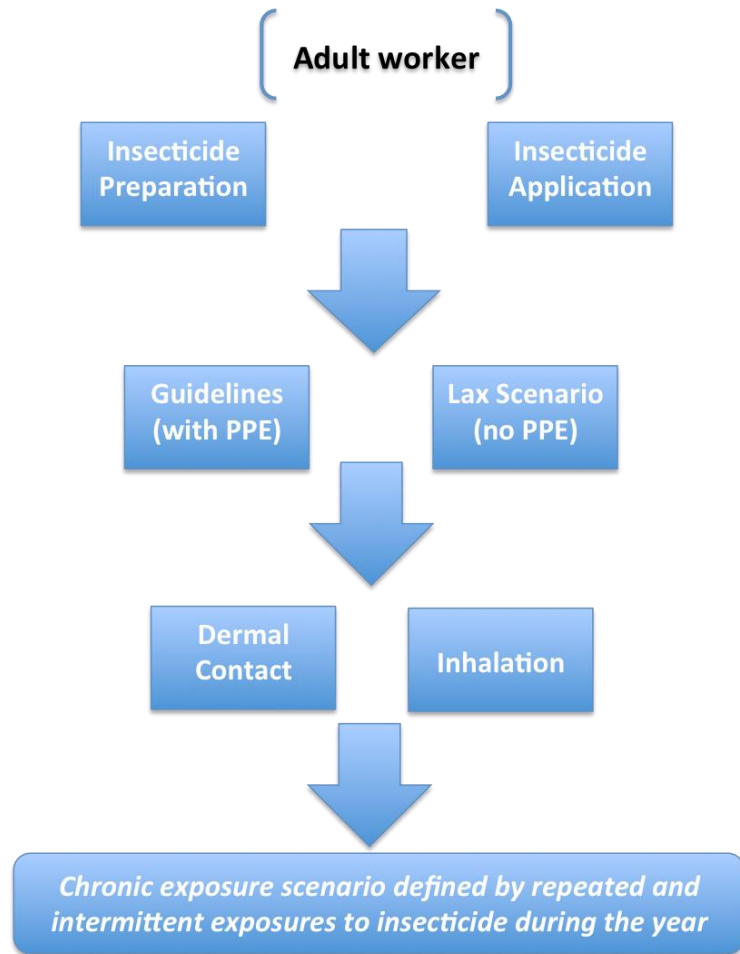 Adult worker
Insecticide
Preparation
Insecticide
Application
Guidelines
(with PPE)
Lax Scenario
(no PPE)
Dermal
Contact
Inhalation
Chronic exposure scenario defined by repeated and
intermittent exposures to insecticide during the year